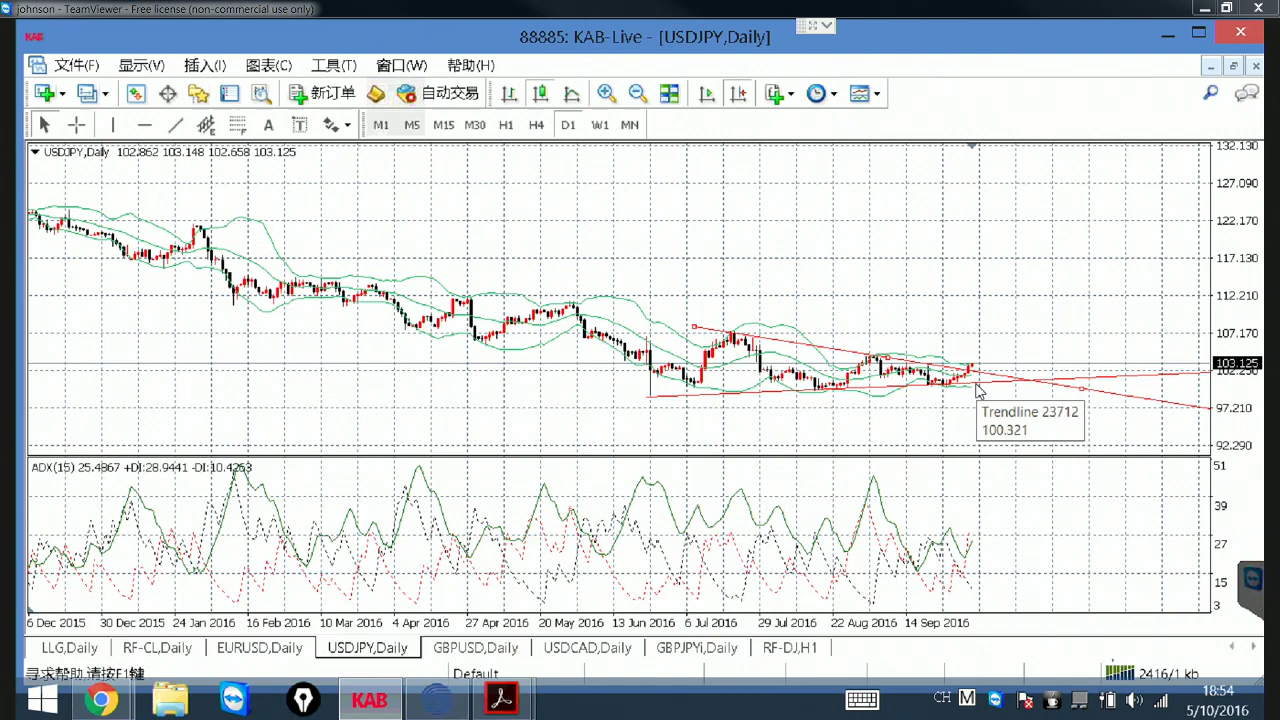 johnson - TeamViewer - Free license (non-commercial use only)
KAB
88885: KAB-Live - [USDJPY,Daily]
文件(F) 显示(V) 插入(I) 图表(C) 工具(T) 窗口(W) 帮助(H)
新订单 自动交易
A T M1 M5 M15 M30 H1 H4 D1 W1 MN
USDJPY,Daily 102.862 103.148 102.658 103.125
132.130
127.090
122.170
117.130
112.210
107.170
103.125
102.250
97.210
92.290
Trendline 23712
100.321
ADX(15) 25.4867 +DI:28.9441 -DI:10.4263
51
39
27
15
3
6 Dec 2015 30 Dec 2015 24 Jan 2016 16 Feb 2016 10 Mar 2016 4 Apr 2016 27 Apr 2016 20 May 2016 13 Jun 2016 6 Jul 2016 29 Jul 2016 22 Aug 2016 14 Sep 2016
LLG,Daily RF-CL,Daily EURUSD,Daily USDJPY,Daily GBPUSD,Daily USDCAD,Daily GBPJPYi,Daily RF-DJ,H1
寻求帮助,请按F1键 Default 2416/1 kb
KAB CH M 18:54
5/10/2016